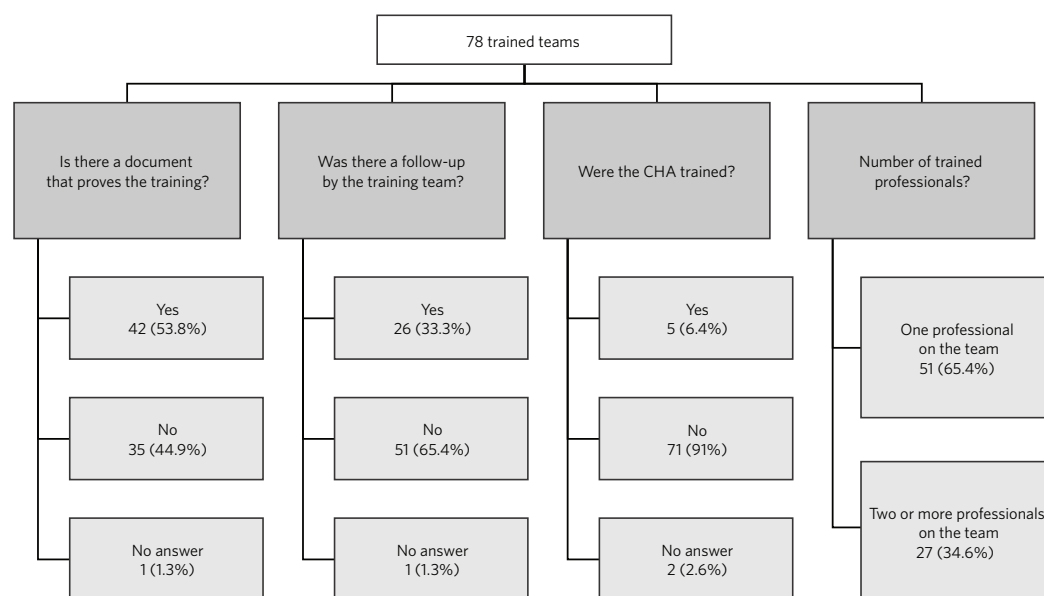 78 trained teams
Is there a document
that proves the training?
Was there a follow-up
by the training team?
Were the CHA trained?
Number of trained
professionals?
Yes
42 (53.8%)
Yes
26 (33.3%)
Yes
5 (6.4%)
One professional
on the team
51 (65.4%)
No
35 (44.9%)
No
51 (65.4%)
No
71 (91%)
Two or more professionals
on the team
27 (34.6%)
No answer
1 (1.3%)
No answer
1 (1.3%)
No answer
2 (2.6%)